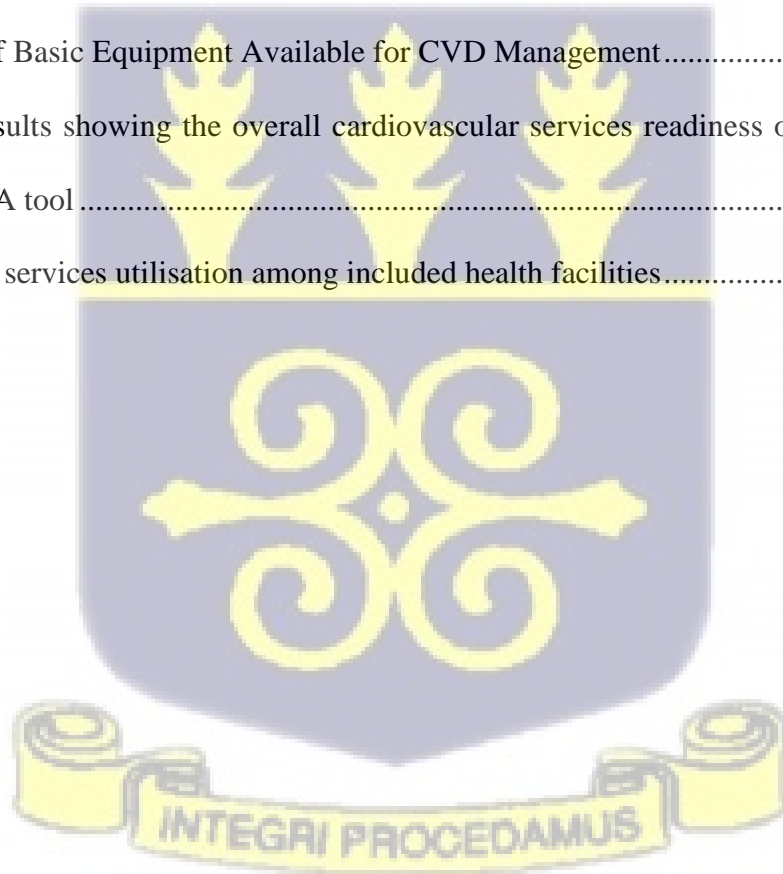 f Basic Equipment Available for CVD Management...............
sults showing the overall cardiovascular services readiness o
A tool.......................................................................................................
services utilisation among included health facilities...............
INTEGRI PROCEDAMUS